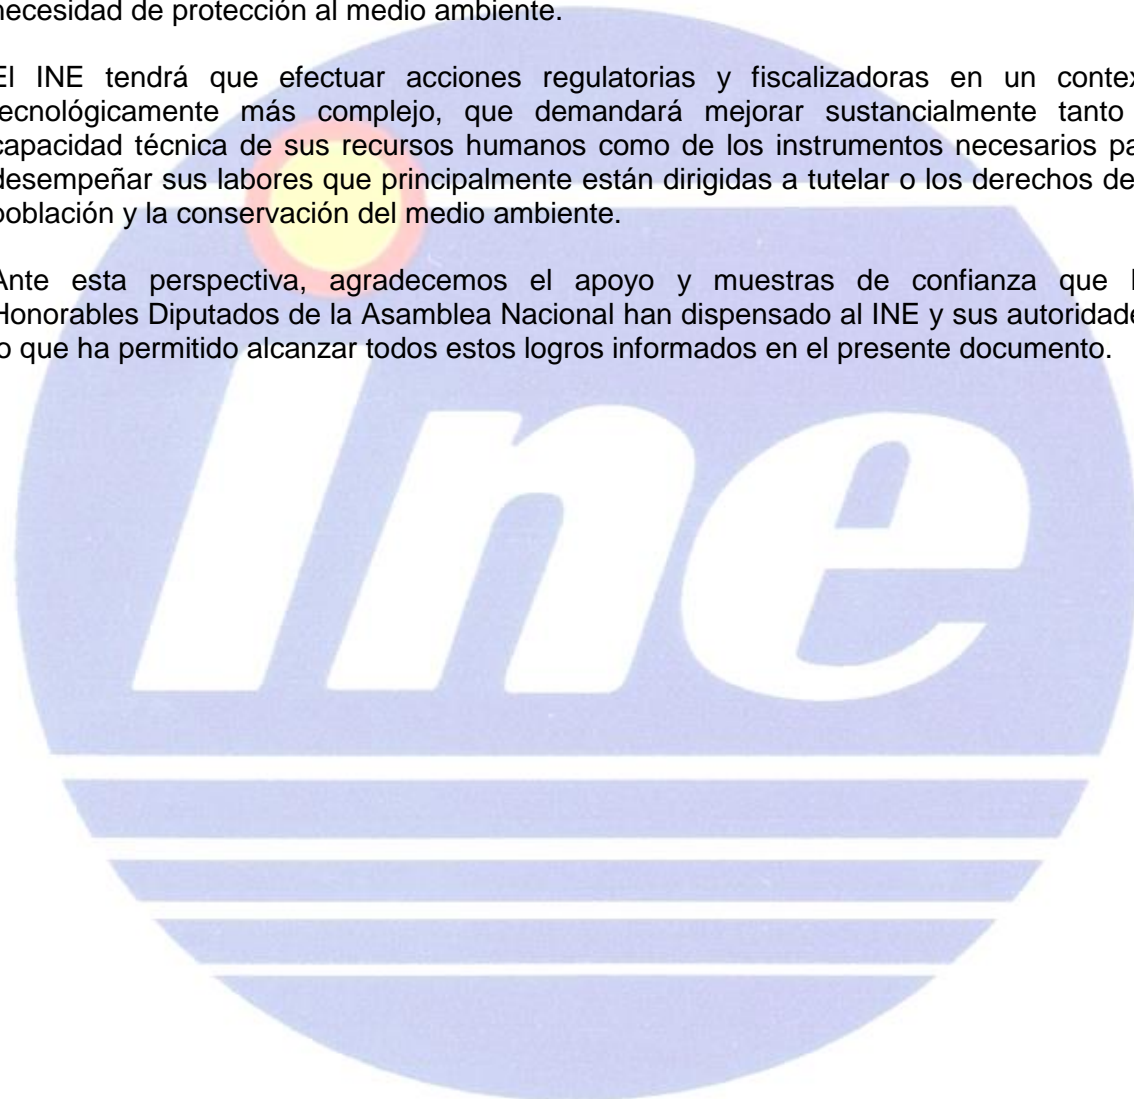 necesidad de protección al medio ambiente.
El INE tendrá que efectuar acciones regulatorias y fiscalizadoras en un contex
tecnológicamente más complejo, que demandará mejorar sustancialmente tanto
capacidad técnica de sus recursos humanos como de los instrumentos necesarios pa
desempeñar sus labores que principalmente están dirigidas a tutelar o los derechos de
población y la conservación del medio ambiente.
Ante esta perspectiva, agradecemos el apoyo y muestras de confianza que l
Honorables Diputados de la Asamblea Nacional han dispensado al INE y sus autoridade
lo que ha permitido alcanzar todos estos logros informados en el presente documento.
Ine